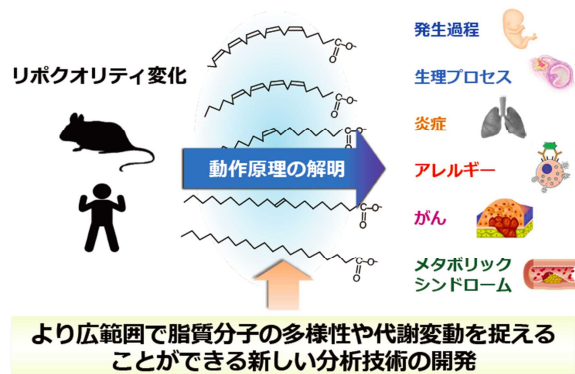 リポクオリティ変化
動作原理の解明
発生過程
生理プロセス
炎症
アレルギー
がん
メタボリック
シンドローム
より広範囲で脂質分子の多様性や代謝変動を捉える
ことができる新しい分析技術の開発
C
O
O-
C
O
O-
C
O
O-
C
O
O-
C
O
O-